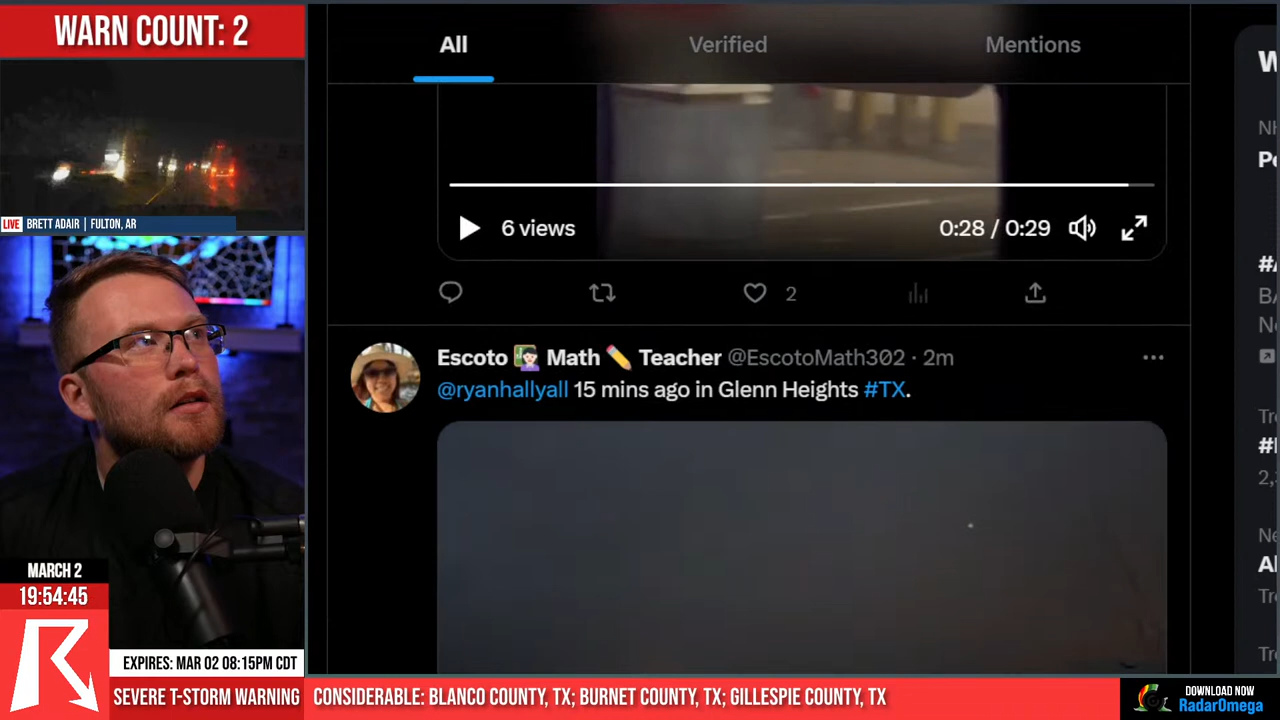 WARN COUNT: 2
LIVE BRETT ADAIR | FULTON, AR
All Verified Mentions
6 views 0:28 / 0:29
2
Escoto Math Teacher @EscotoMath302 · 2m
@ryanhallyall 15 mins ago in Glenn Heights #TX.
MARCH 2
19:54:45
EXPIRES: MAR 02 08:15PM CDT
SEVERE T-STORM WARNING
CONSIDERABLE: BLANCO COUNTY, TX; BURNET COUNTY, TX; GILLESPIE COUNTY, TX
DOWNLOAD NOW
RadarOmega